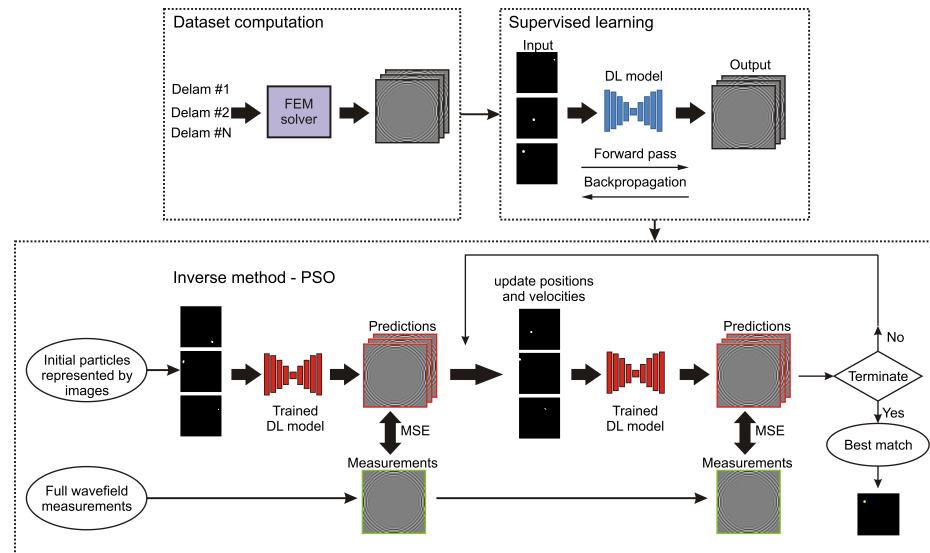 Dataset computation
Delam #1
Delam #2
Delam #N
FEM
solver
Supervised learning
Input
DL model
Output
Forward pass
Backpropagation
Inverse method - PSO
Initial particles
represented by
images
Trained
DL model
Predictions
MSE
Measurements
Full wavefield
measurements
update positions
and velocities
Trained
DL model
Predictions
MSE
Measurements
No
Terminate
Yes
Best match